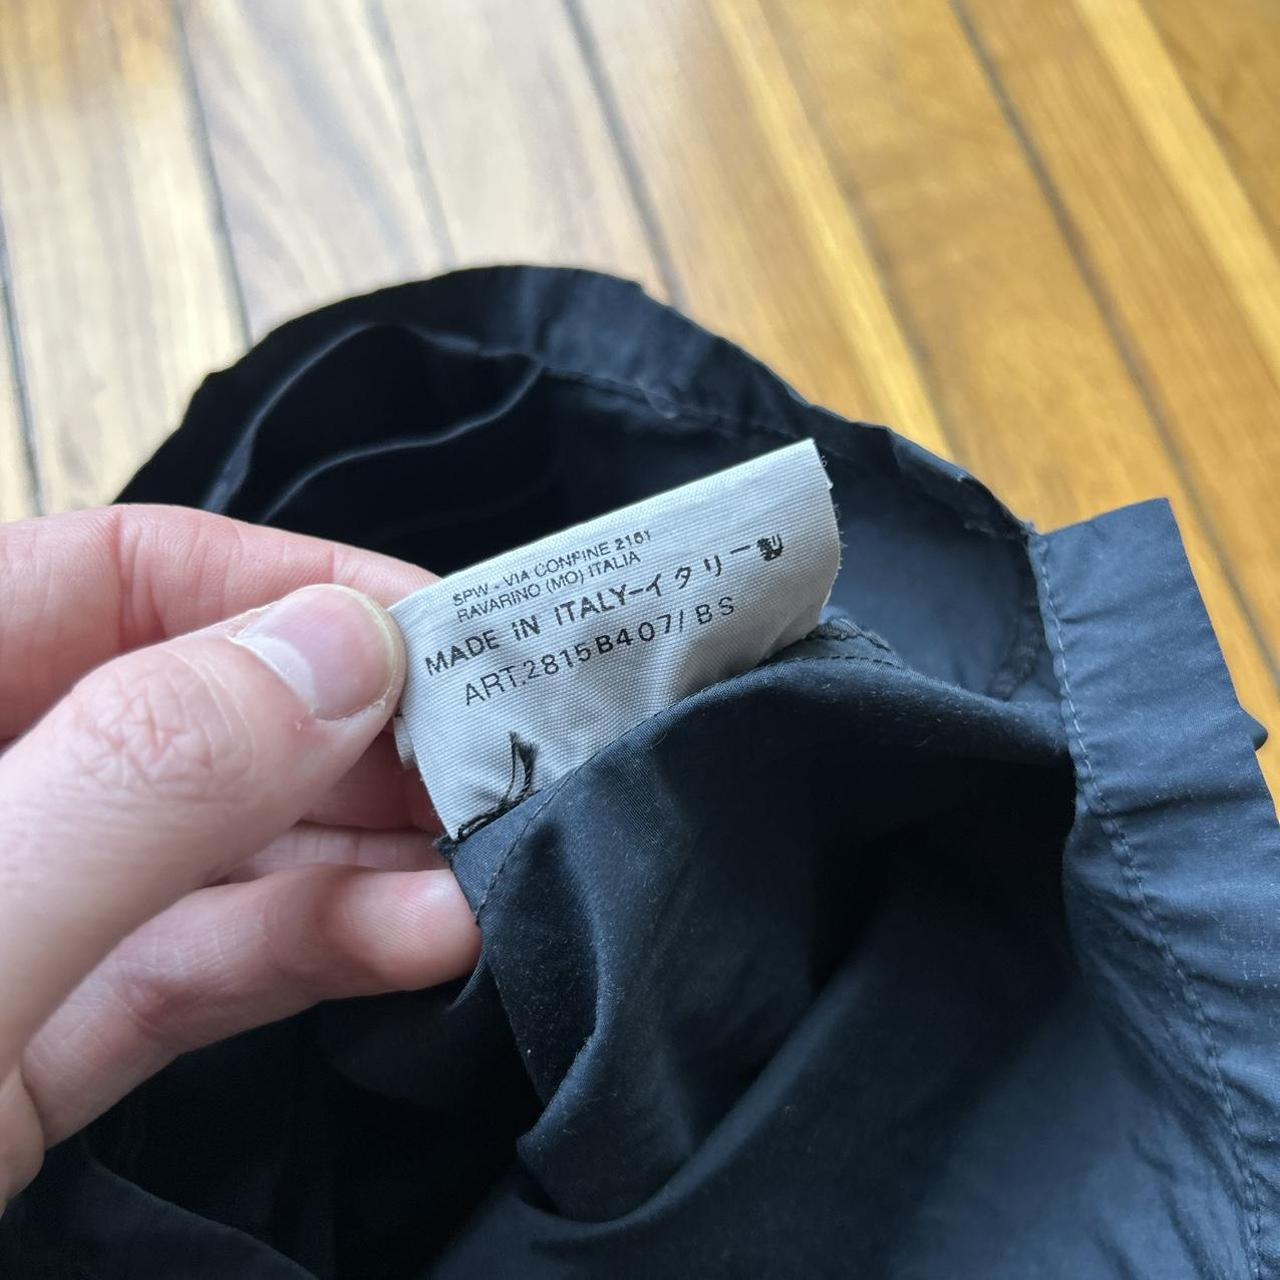 SPW - VIA CONFINE 2161
RAVARINO (MO) ITALIA
MADE IN ITALY-イタリー製
ART.2815B407/BS